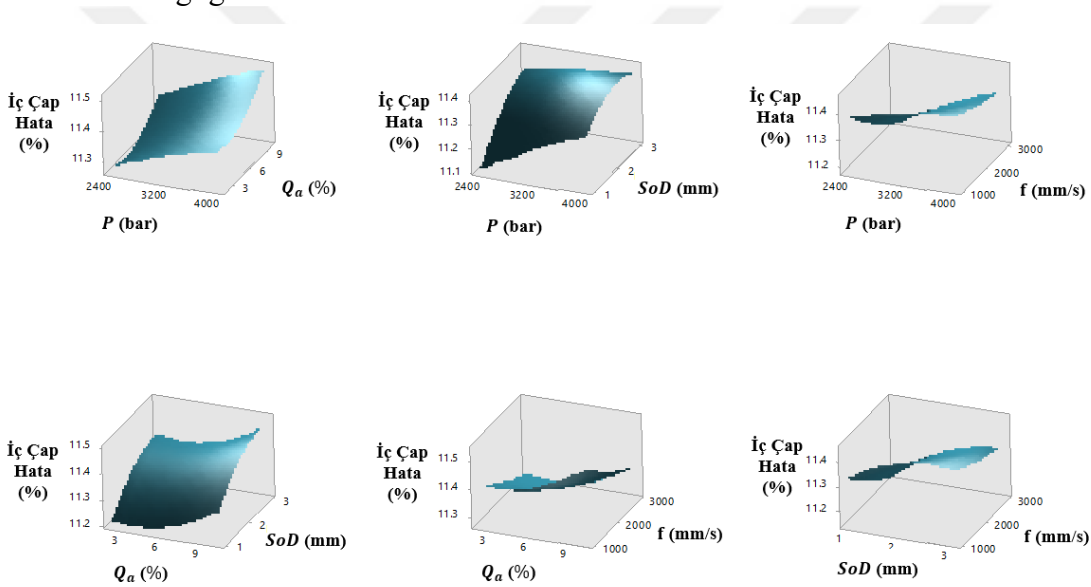 İç Çap
Hata
(%)
11.5
11.4
11.3
2400
3200
4000
3
6
9
P (bar)
Qₐ (%)
İç Çap
Hata
(%)
11.4
11.3
11.2
11.1
2400
3200
4000
1
2
3
P (bar)
SoD (mm)
İç Çap
Hata
(%)
11.4
11.3
11.2
2400
3200
4000
1000
2000
3000
P (bar)
f (mm/s)
İç Çap
Hata
(%)
11.5
11.4
11.3
11.2
3
6
9
1
2
3
Qₐ (%)
SoD (mm)
İç Çap
Hata
(%)
11.5
11.4
11.3
3
6
9
1000
2000
3000
Qₐ (%)
f (mm/s)
İç Çap
Hata
(%)
11.4
11.3
11.2
1
2
3
1000
2000
3000
SoD (mm)
f (mm/s)